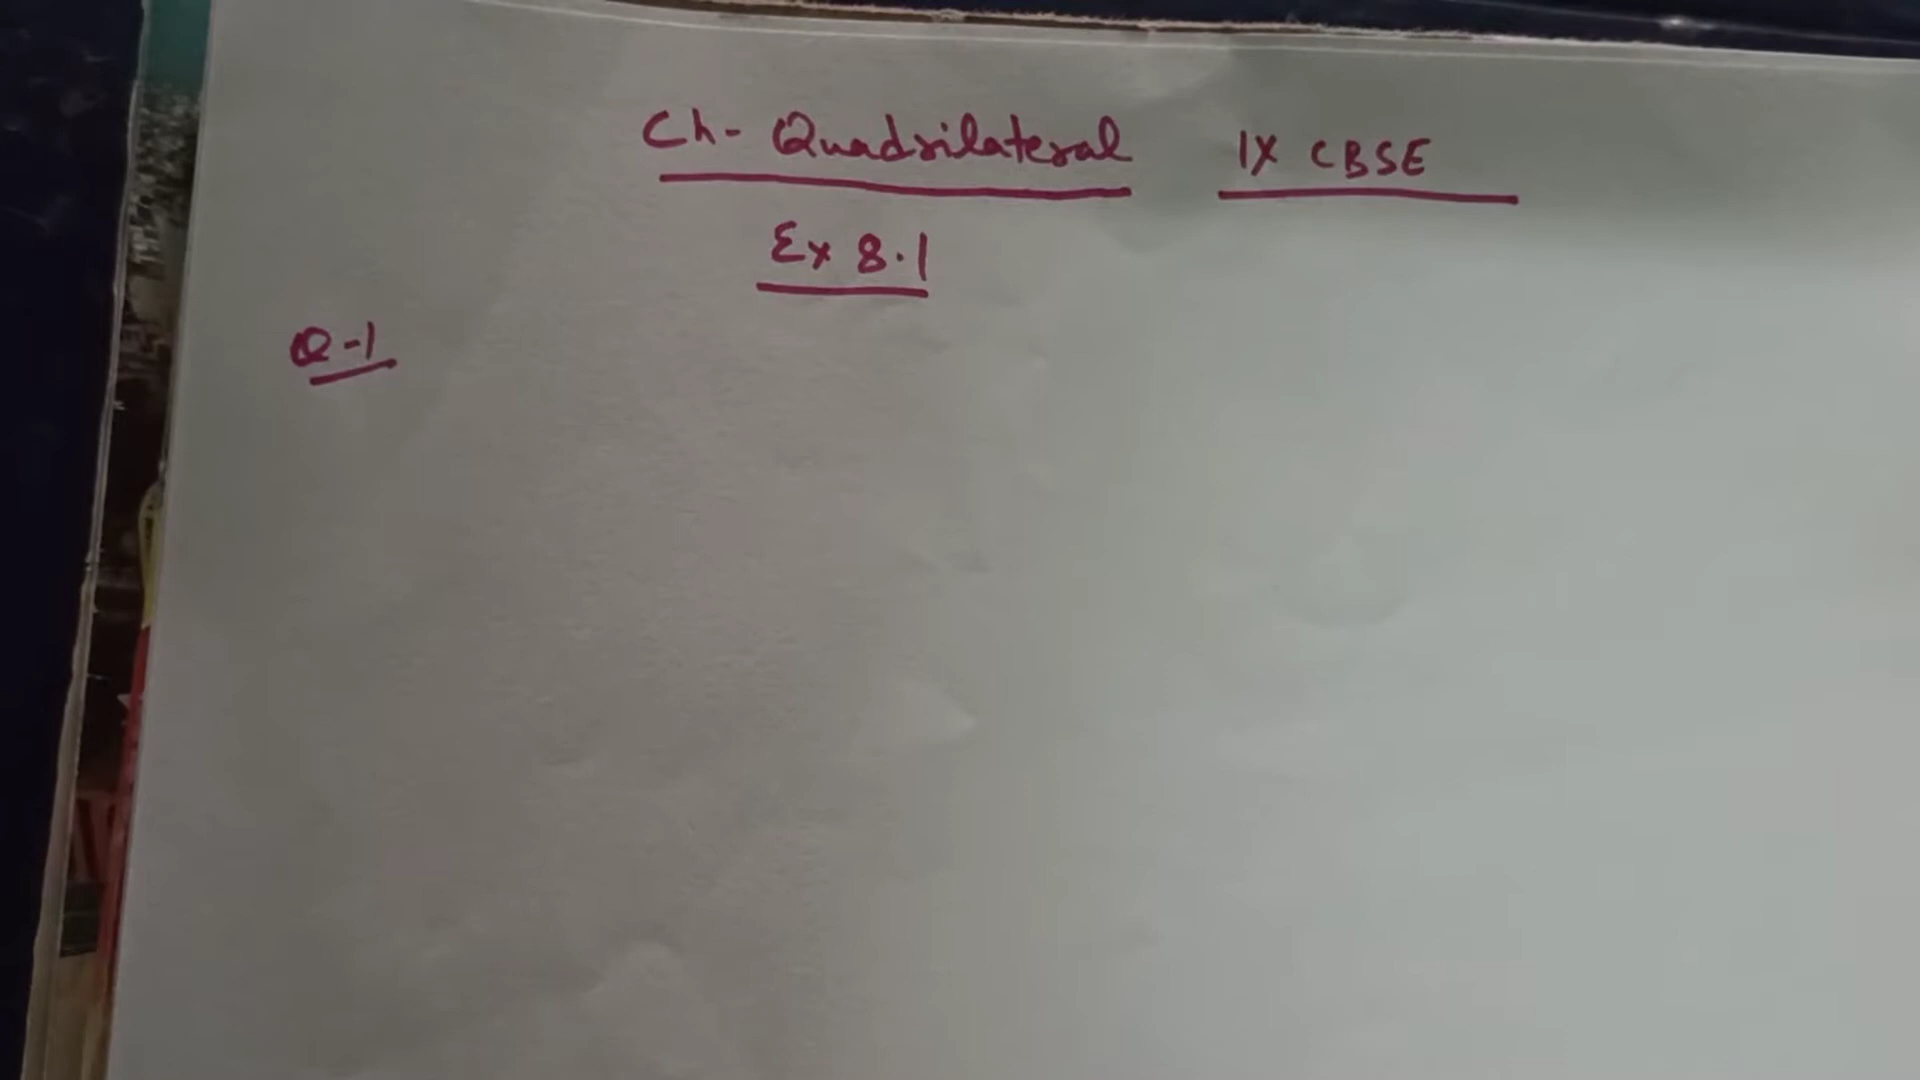 Ch- Quadrilateral IX CBSE
Ex 8.1
Q-1